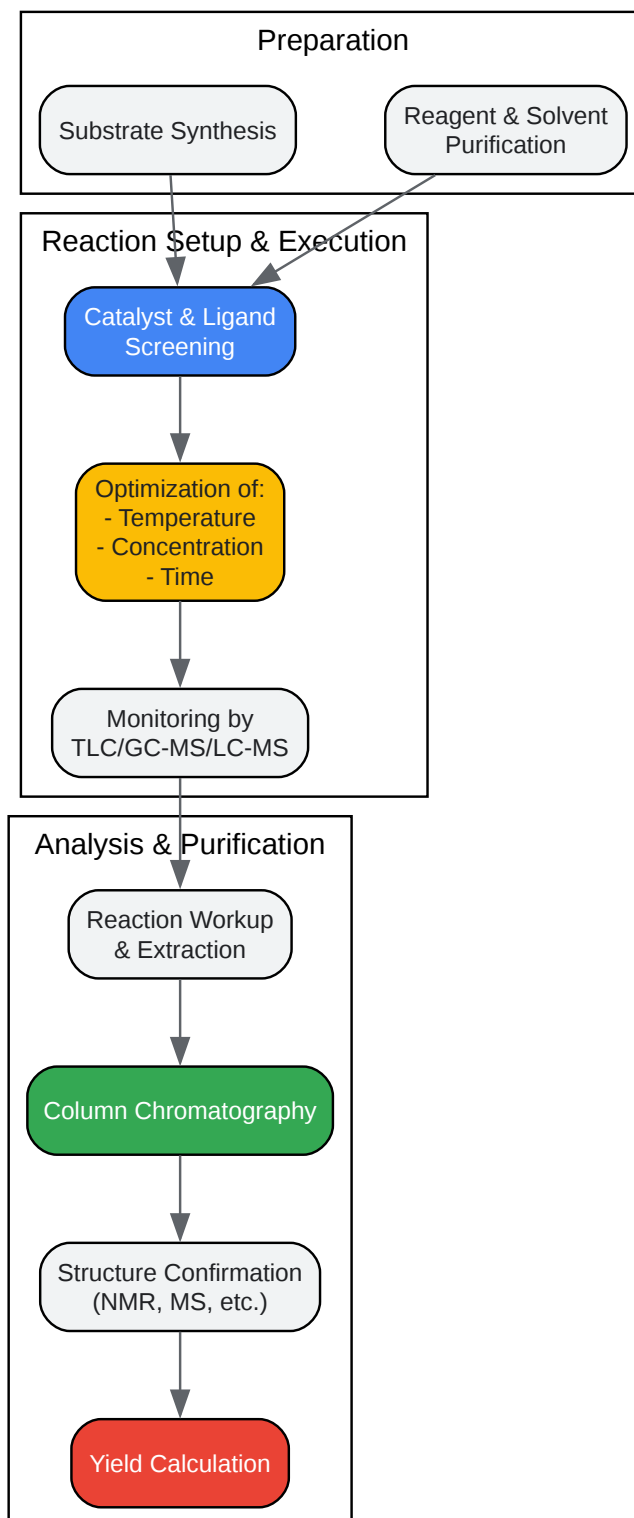 Preparation
Substrate Synthesis
Reagent & Solvent
Purification
Reaction Setup & Execution
Catalyst & Ligand
Screening
Optimization of:
- Temperature
- Concentration
- Time
Monitoring by
TLC/GC-MS/LC-MS
Analysis & Purification
Reaction Workup
& Extraction
Column Chromatography
Structure Confirmation
(NMR, MS, etc.)
Yield Calculation